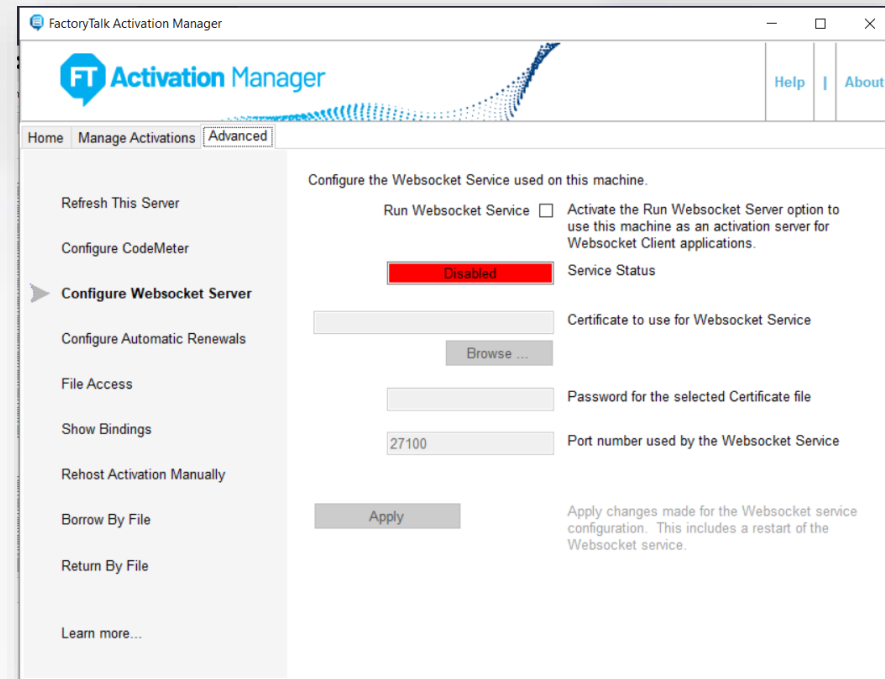 FactoryTalk Activation Manager
FT Activation Manager
Help | About
Home Manage Activations Advanced
Configure the Websocket Service used on this machine.
Refresh This Server
Run Websocket Service
Activate the Run Websocket Server option to
use this machine as an activation server for
Websocket Client applications.
Configure CodeMeter
Disabled
Service Status
Configure Websocket Server
Certificate to use for Websocket Service
Configure Automatic Renewals
Browse ...
File Access
Password for the selected Certificate file
Show Bindings
27100
Port number used by the Websocket Service
Rehost Activation Manually
Borrow By File
Apply
Apply changes made for the Websocket service
configuration. This includes a restart of the
Websocket service.
Return By File
Learn more...